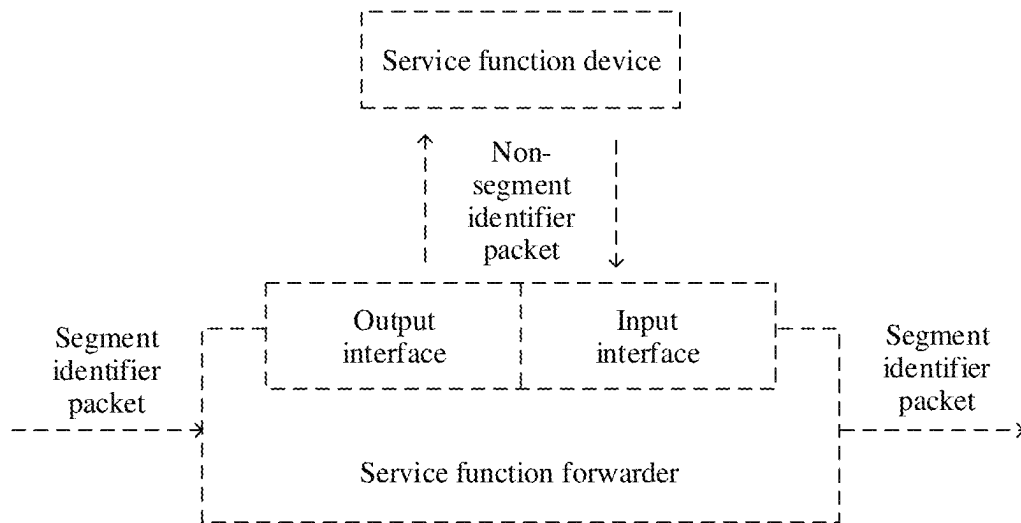 Service function device
Non-
segment
identifier
packet
Output
interface
Input
interface
Segment
identifier
packet
Segment
identifier
packet
Service function forwarder